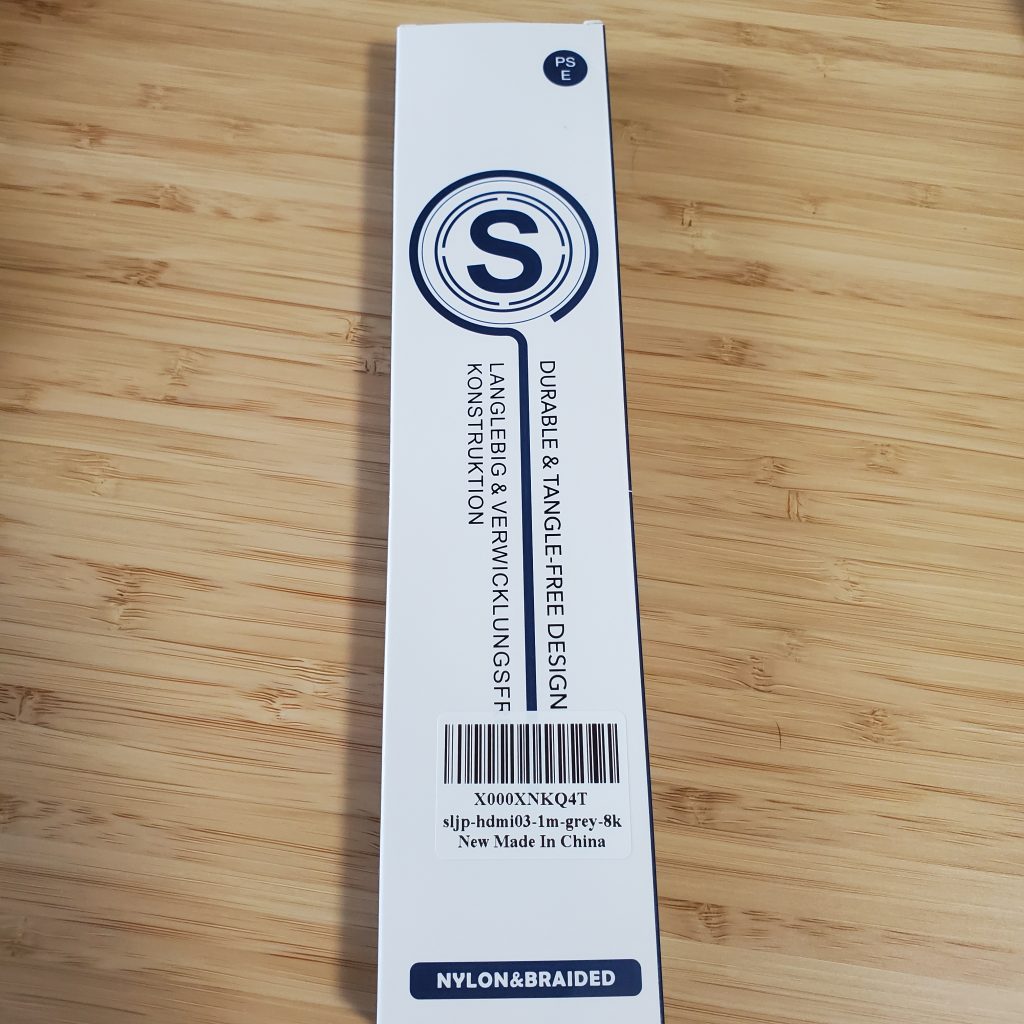 PS
E
S
DURABLE & TANGLE-FREE DESIGN
LANGLEBIG & VERWICKLUNGSFR
KONSTRUKTION
X000XNKQ4T
sljp-hdmi03-1m-grey-8k
New Made In China
NYLON&BRAIDED